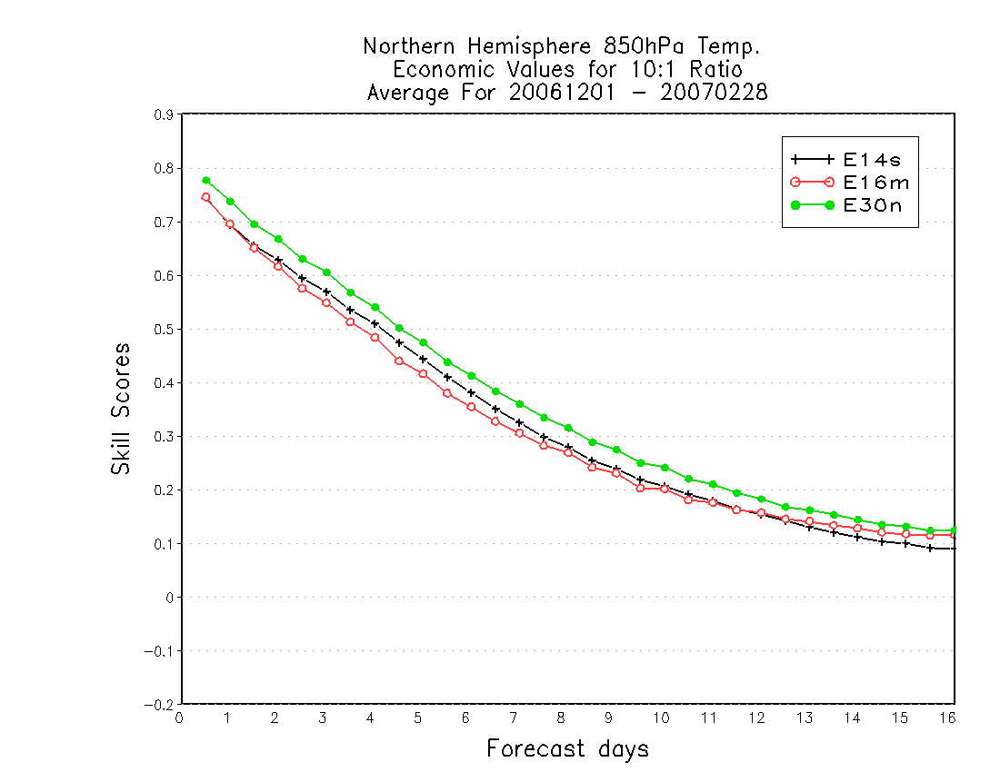 Northern Hemisphere 850hPa Temp.
Economic Values for 10:1 Ratio
Average For 20061201 − 20070228
0.9
0.8
0.7
0.6
0.5
0.4
0.3
0.2
0.1
0
−0.1
−0.2
Skill Scores
E14s
E16m
E30n
0 1 2 3 4 5 6 7 8 9 10 11 12 13 14 15 16
Forecast days